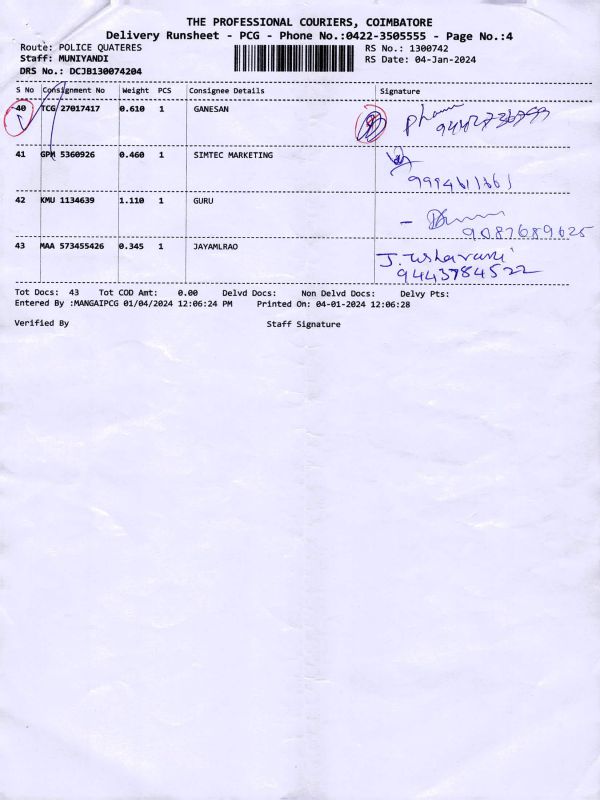 THE PROFESSIONAL COURIERS, COIMBATORE
Delivery Runsheet - PCG - Phone No.:0422-3505555 - Page No.:4
Route: POLICE QUATERES RS No.: 1300742
Staff: MUNIYANDI RS Date: 04-Jan-2024
DRS No.: DCJB130074204
S No Consignment No Weight PCS Consignee Details Signature
40 TCG 27017417 0.610 1 GANESAN
41 GPM 5360926 0.460 1 SIMTEC MARKETING
42 KMU 1134639 1.110 1 GURU
9087689625
43 MAA 573455426 0.345 1 JAYAMLRAO J. Usharani
9443784522
Tot Docs: 43 Tot COD Amt: 0.00 Delvd Docs: Non Delvd Docs: Delvy Pts:
Entered By :MANGAIPCG 01/04/2024 12:06:24 PM Printed On: 04-01-2024 12:06:28
Verified By Staff Signature